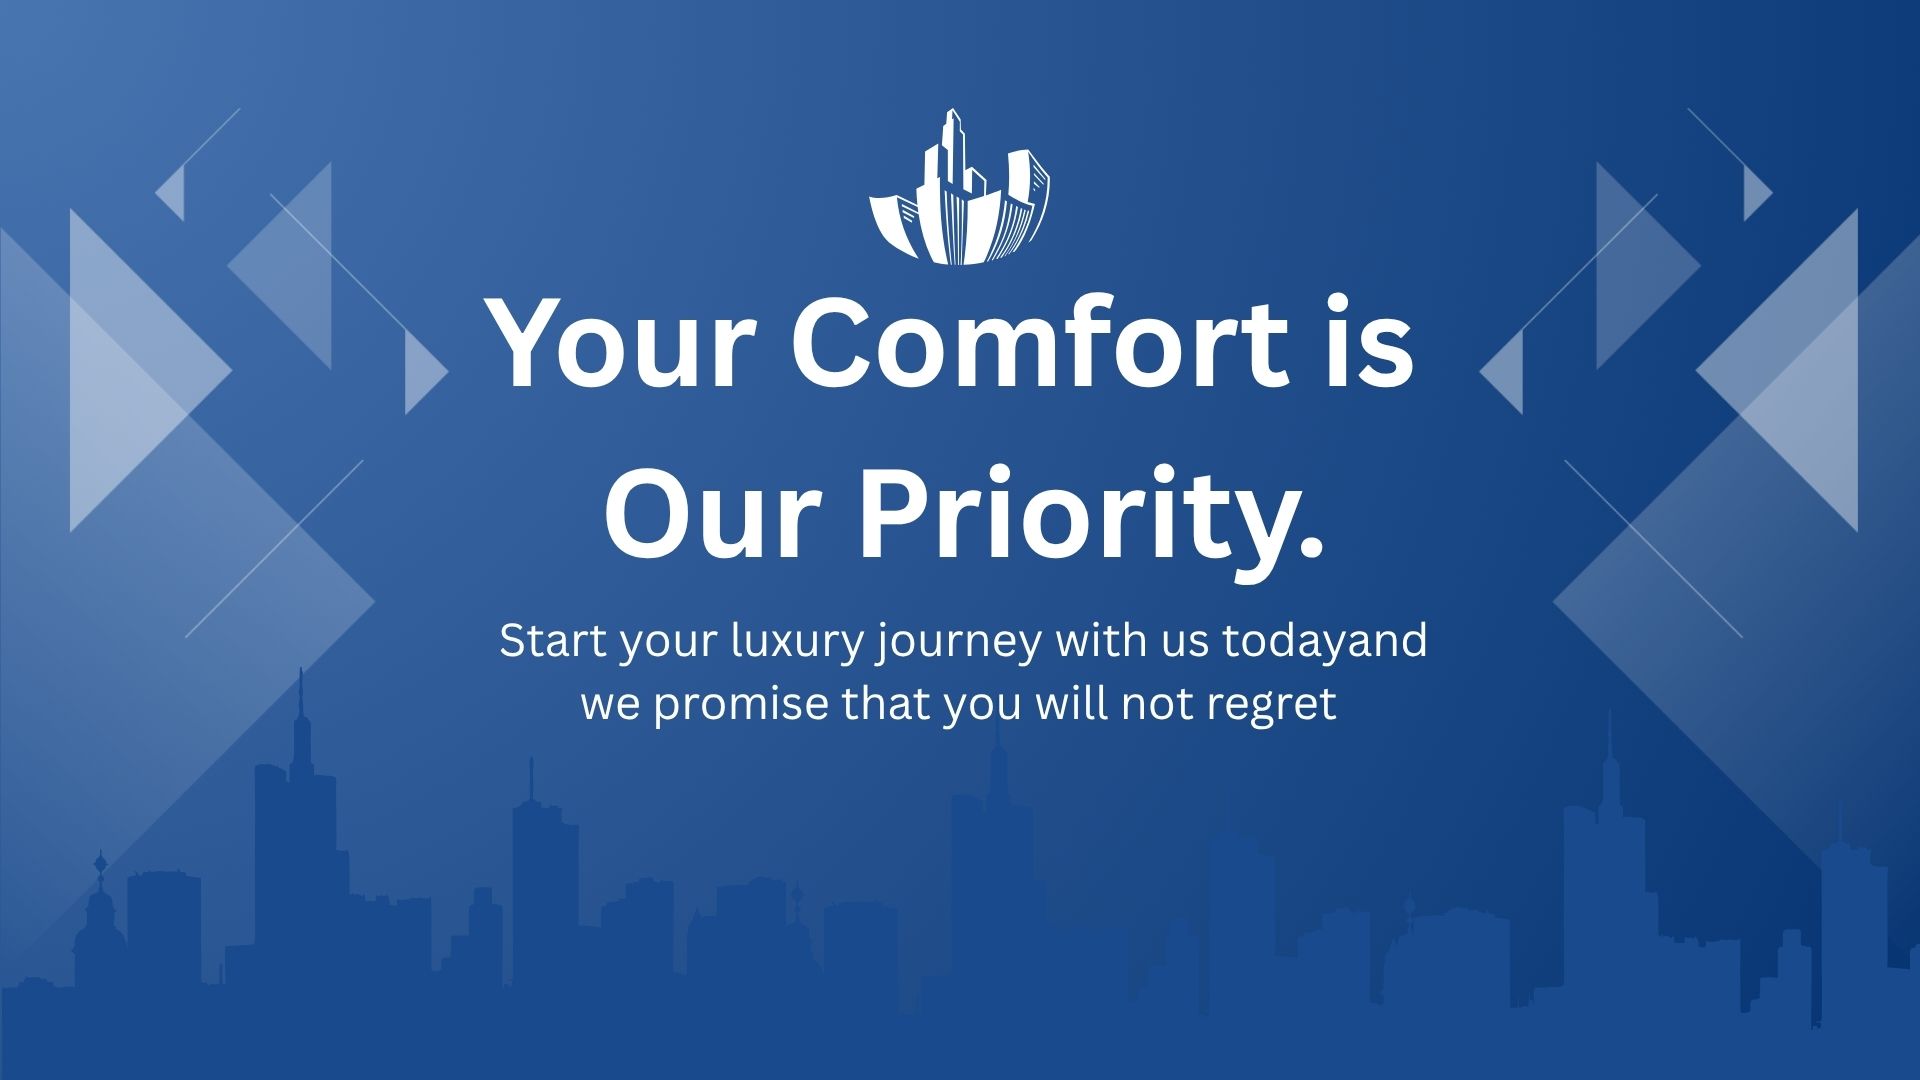 Your Comfort is
Our Priority.
Start your luxury journey with us todayand
we promise that you will not regret